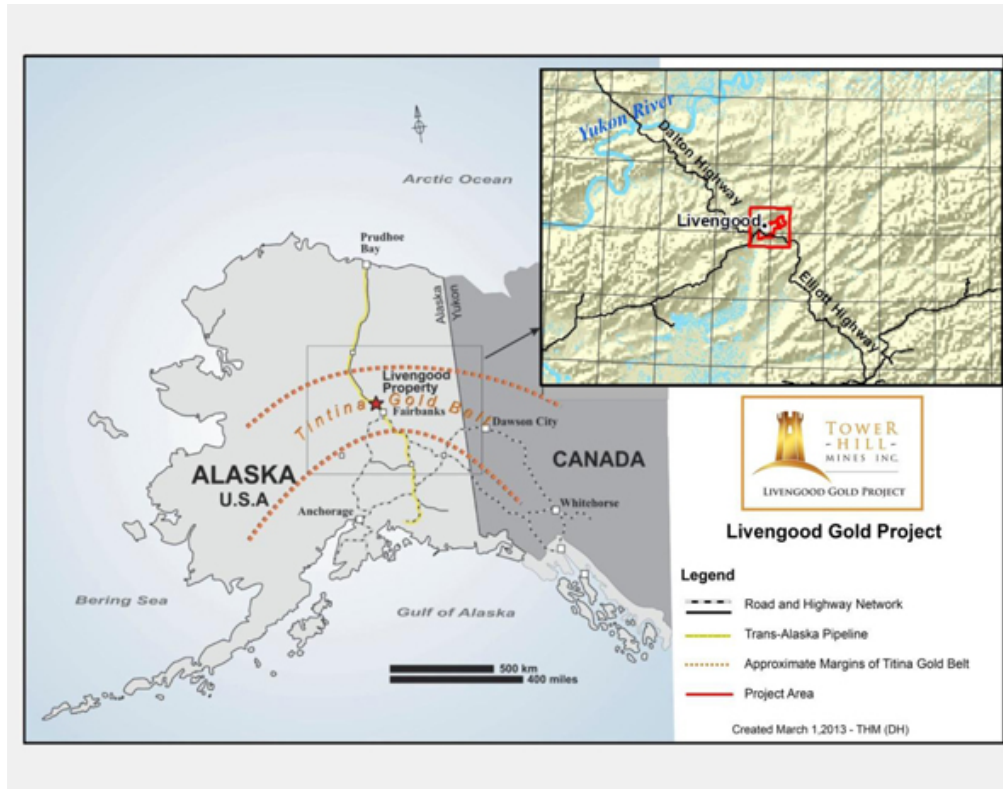 Arctic Ocean
Prudhoe
Bay
Alaska
Yukon
Livengood
Property
Tintina Gold Belt
Fairbanks
Dawson City
ALASKA
U.S.A
CANADA
Anchorage
Whitehorse
Bering Sea
Gulf of Alaska
500 km
400 miles
Yukon River
Dalton Highway
Livengood
Elliott Highway
TOWER
- HILL -
MINES INC.
LIVENGOOD GOLD PROJECT
Livengood Gold Project
Legend
Road and Highway Network
Trans-Alaska Pipeline
Approximate Margins of Titina Gold Belt
Project Area
Created March 1,2013 - THM (DH)